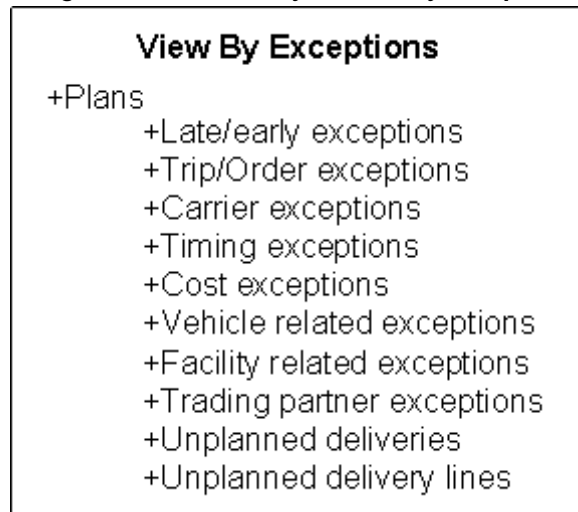 View By Exceptions
+Plans
+Late/early exceptions
+Trip/Order exceptions
+Carrier exceptions
+Timing exceptions
+Cost exceptions
+Vehicle related exceptions
+Facility related exceptions
+Trading partner exceptions
+Unplanned deliveries
+Unplanned delivery lines